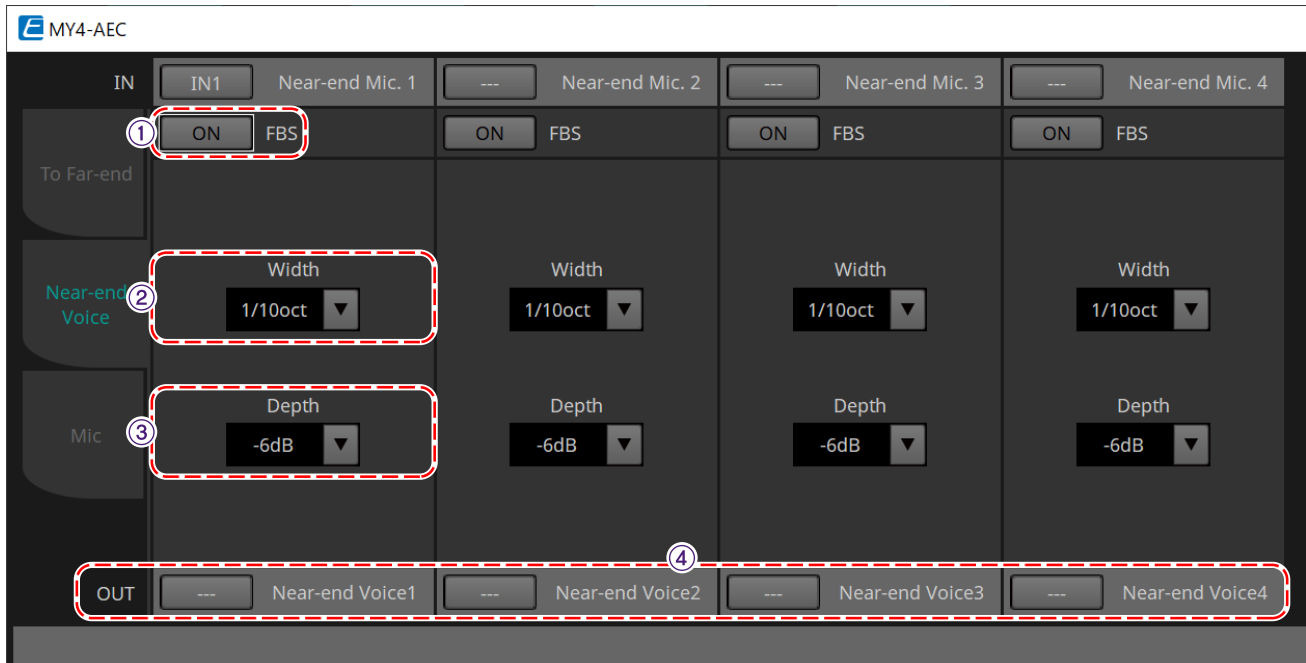 MY4-AEC
IN IN1 Near-end Mic. 1 --- Near-end Mic. 2 --- Near-end Mic. 3 --- Near-end Mic. 4
① ON FBS ON FBS ON FBS ON FBS
To Far-end
Width Width Width Width
Near-end
Voice
② 1/10oct ▼ 1/10oct ▼ 1/10oct ▼ 1/10oct ▼
Depth Depth Depth Depth
Mic
③ -6dB ▼ -6dB ▼ -6dB ▼ -6dB ▼
④
OUT --- Near-end Voice1 --- Near-end Voice2 --- Near-end Voice3 --- Near-end Voice4